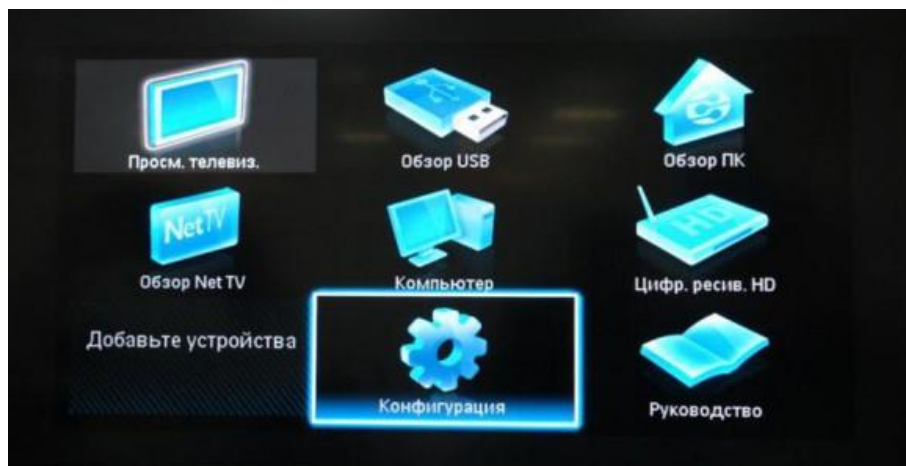 Просм. телевиз.
Обзор USB
Обзор ПК
NetTV
HD
Обзор Net TV
Компьютер
Цифр. ресив. HD
Добавьте устройства
Конфигурация
Руководство